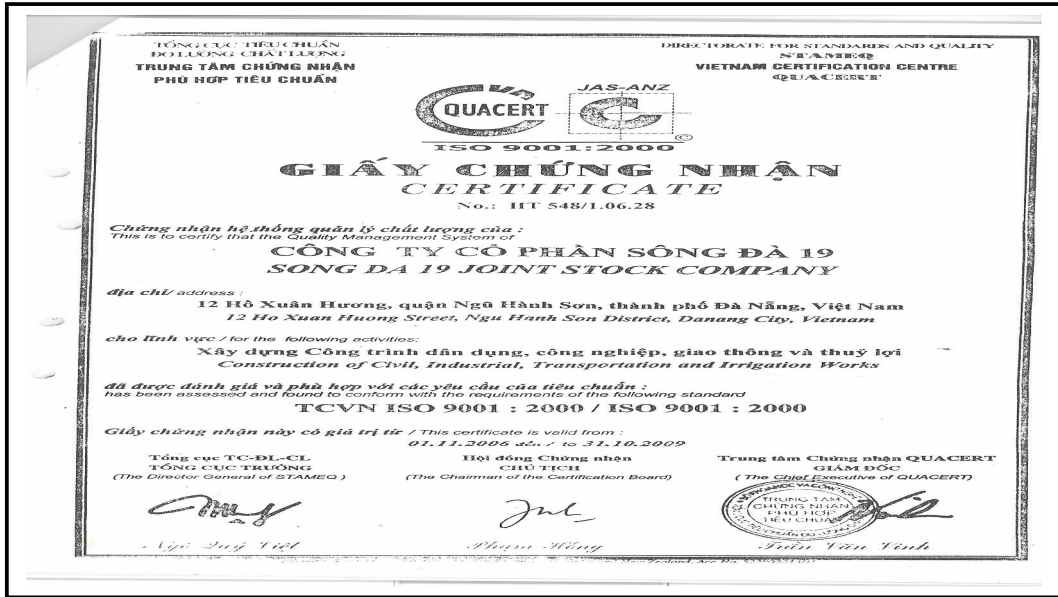 TỔNG CỤC TIÊU CHUẨN
ĐO LƯỜNG CHẤT LƯỢNG
TRUNG TÂM CHỨNG NHẬN
PHÙ HỢP TIÊU CHUẨN
DIRECTORATE FOR STANDARDS AND QUALITY
STAMEQ
VIETNAM CERTIFICATION CENTRE
QUACERT
QUACERT
JAS-ANZ
©
ISO 9001:2000
GIẤY CHỨNG NHẬN
CERTIFICATE
No.: HT 548/1.06.28
Chứng nhận hệ thống quản lý chất lượng của :
This is to certify that the Quality Management System of
CÔNG TY CỔ PHẦN SÔNG ĐÀ 19
SONG DA 19 JOINT STOCK COMPANY
địa chỉ/ address :
12 Hồ Xuân Hương, quận Ngũ Hành Sơn, thành phố Đà Nẵng, Việt Nam
12 Ho Xuan Huong Street, Ngu Hanh Son District, Danang City, Vietnam
cho lĩnh vực / for the following activities:
Xây dựng Công trình dân dụng, công nghiệp, giao thông và thuỷ lợi
Construction of Civil, Industrial, Transportation and Irrigation Works
đã được đánh giá và phù hợp với các yêu cầu của tiêu chuẩn :
has been assessed and found to conform with the requirements of the following standard
TCVN ISO 9001 : 2000 / ISO 9001 : 2000
Giấy chứng nhận này có giá trị từ / This certificate is valid from :
01.11.2006 đến / to 31.10.2009
Tổng cục TC-ĐL-CL
TỔNG CỤC TRƯỞNG
(The Director General of STAMEQ )
Hội đồng Chứng nhận
CHỦ TỊCH
(The Chairman of the Certification Board)
Trung tâm Chứng nhận QUACERT
GIÁM ĐỐC
( The Chief Executive of QUACERT)
TRUNG TÂM
CHỨNG NHẬN
PHÙ HỢP
TIÊU CHUẨN
Ngô Quý Việt
Phạm Hồng
Trần Văn Vinh